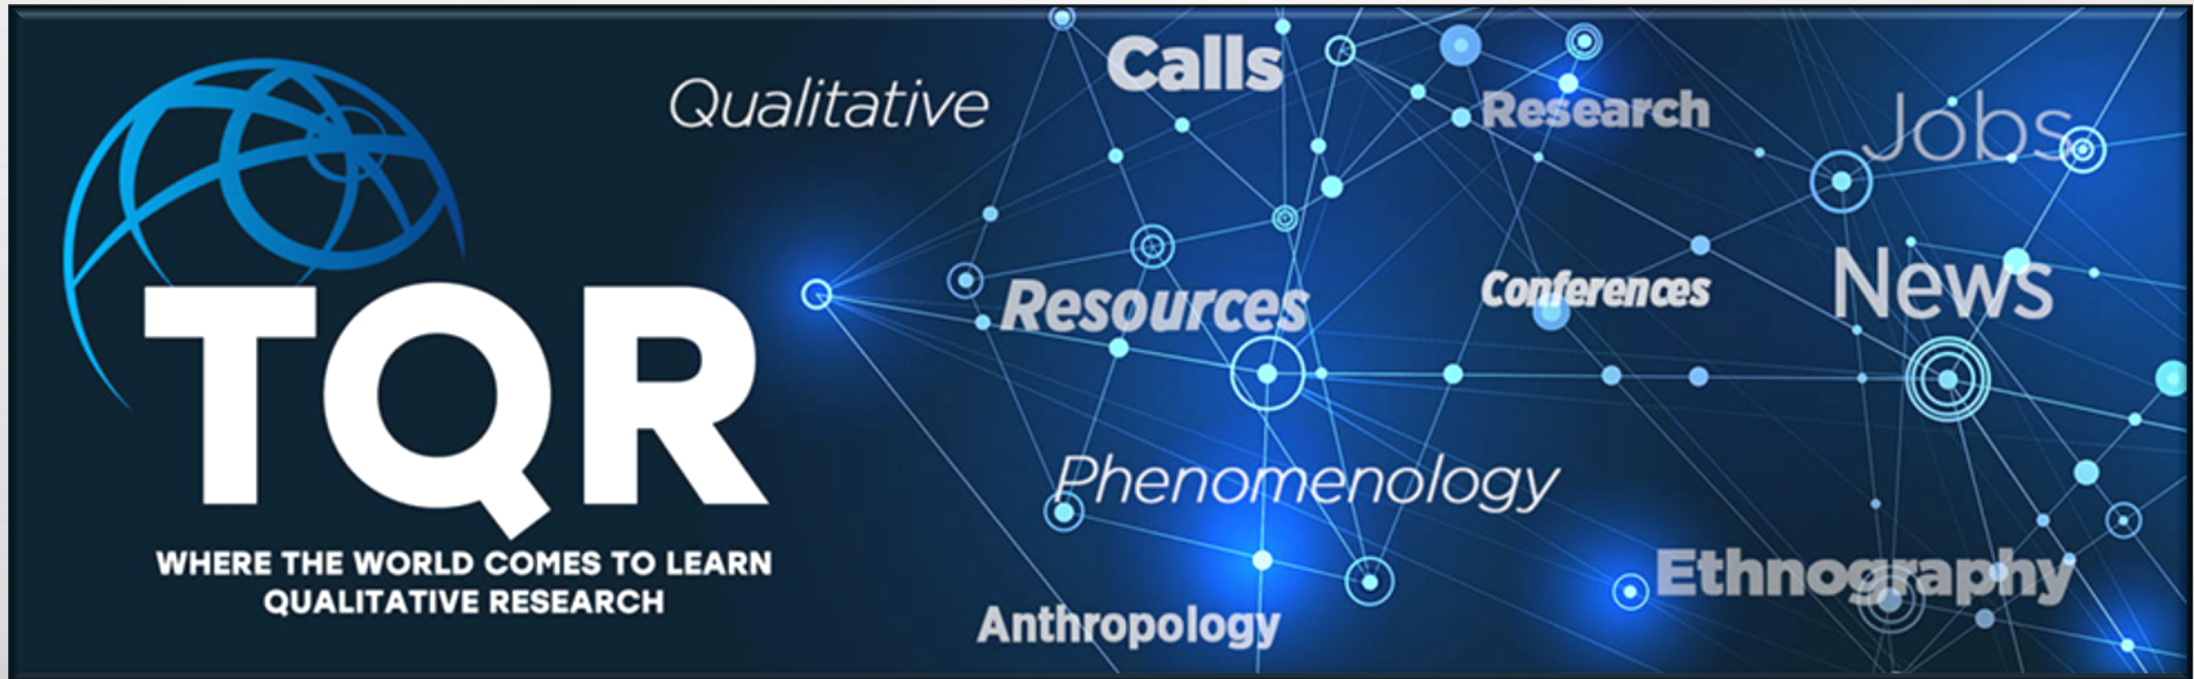 TQR
WHERE THE WORLD COMES TO LEARN
QUALITATIVE RESEARCH
Qualitative
Calls
Research
Jobs
Resources
Conferences
News
Phenomenology
Ethnography
Anthropology